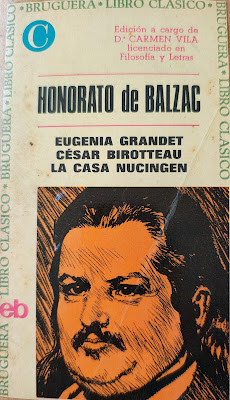 BRUGUERA • LIBRO CLASICO •
C
Edición a cargo de
Dª CARMEN VILA
licenciado en
Filosofía y Letras
HONORATO de BALZAC
EUGENIA GRANDET
CÉSAR BIROTTEAU
LA CASA NUCINGEN
eb
BRUGUERA • LIBRO CLASICO • BRUGUERA • LIBRO CLASICO